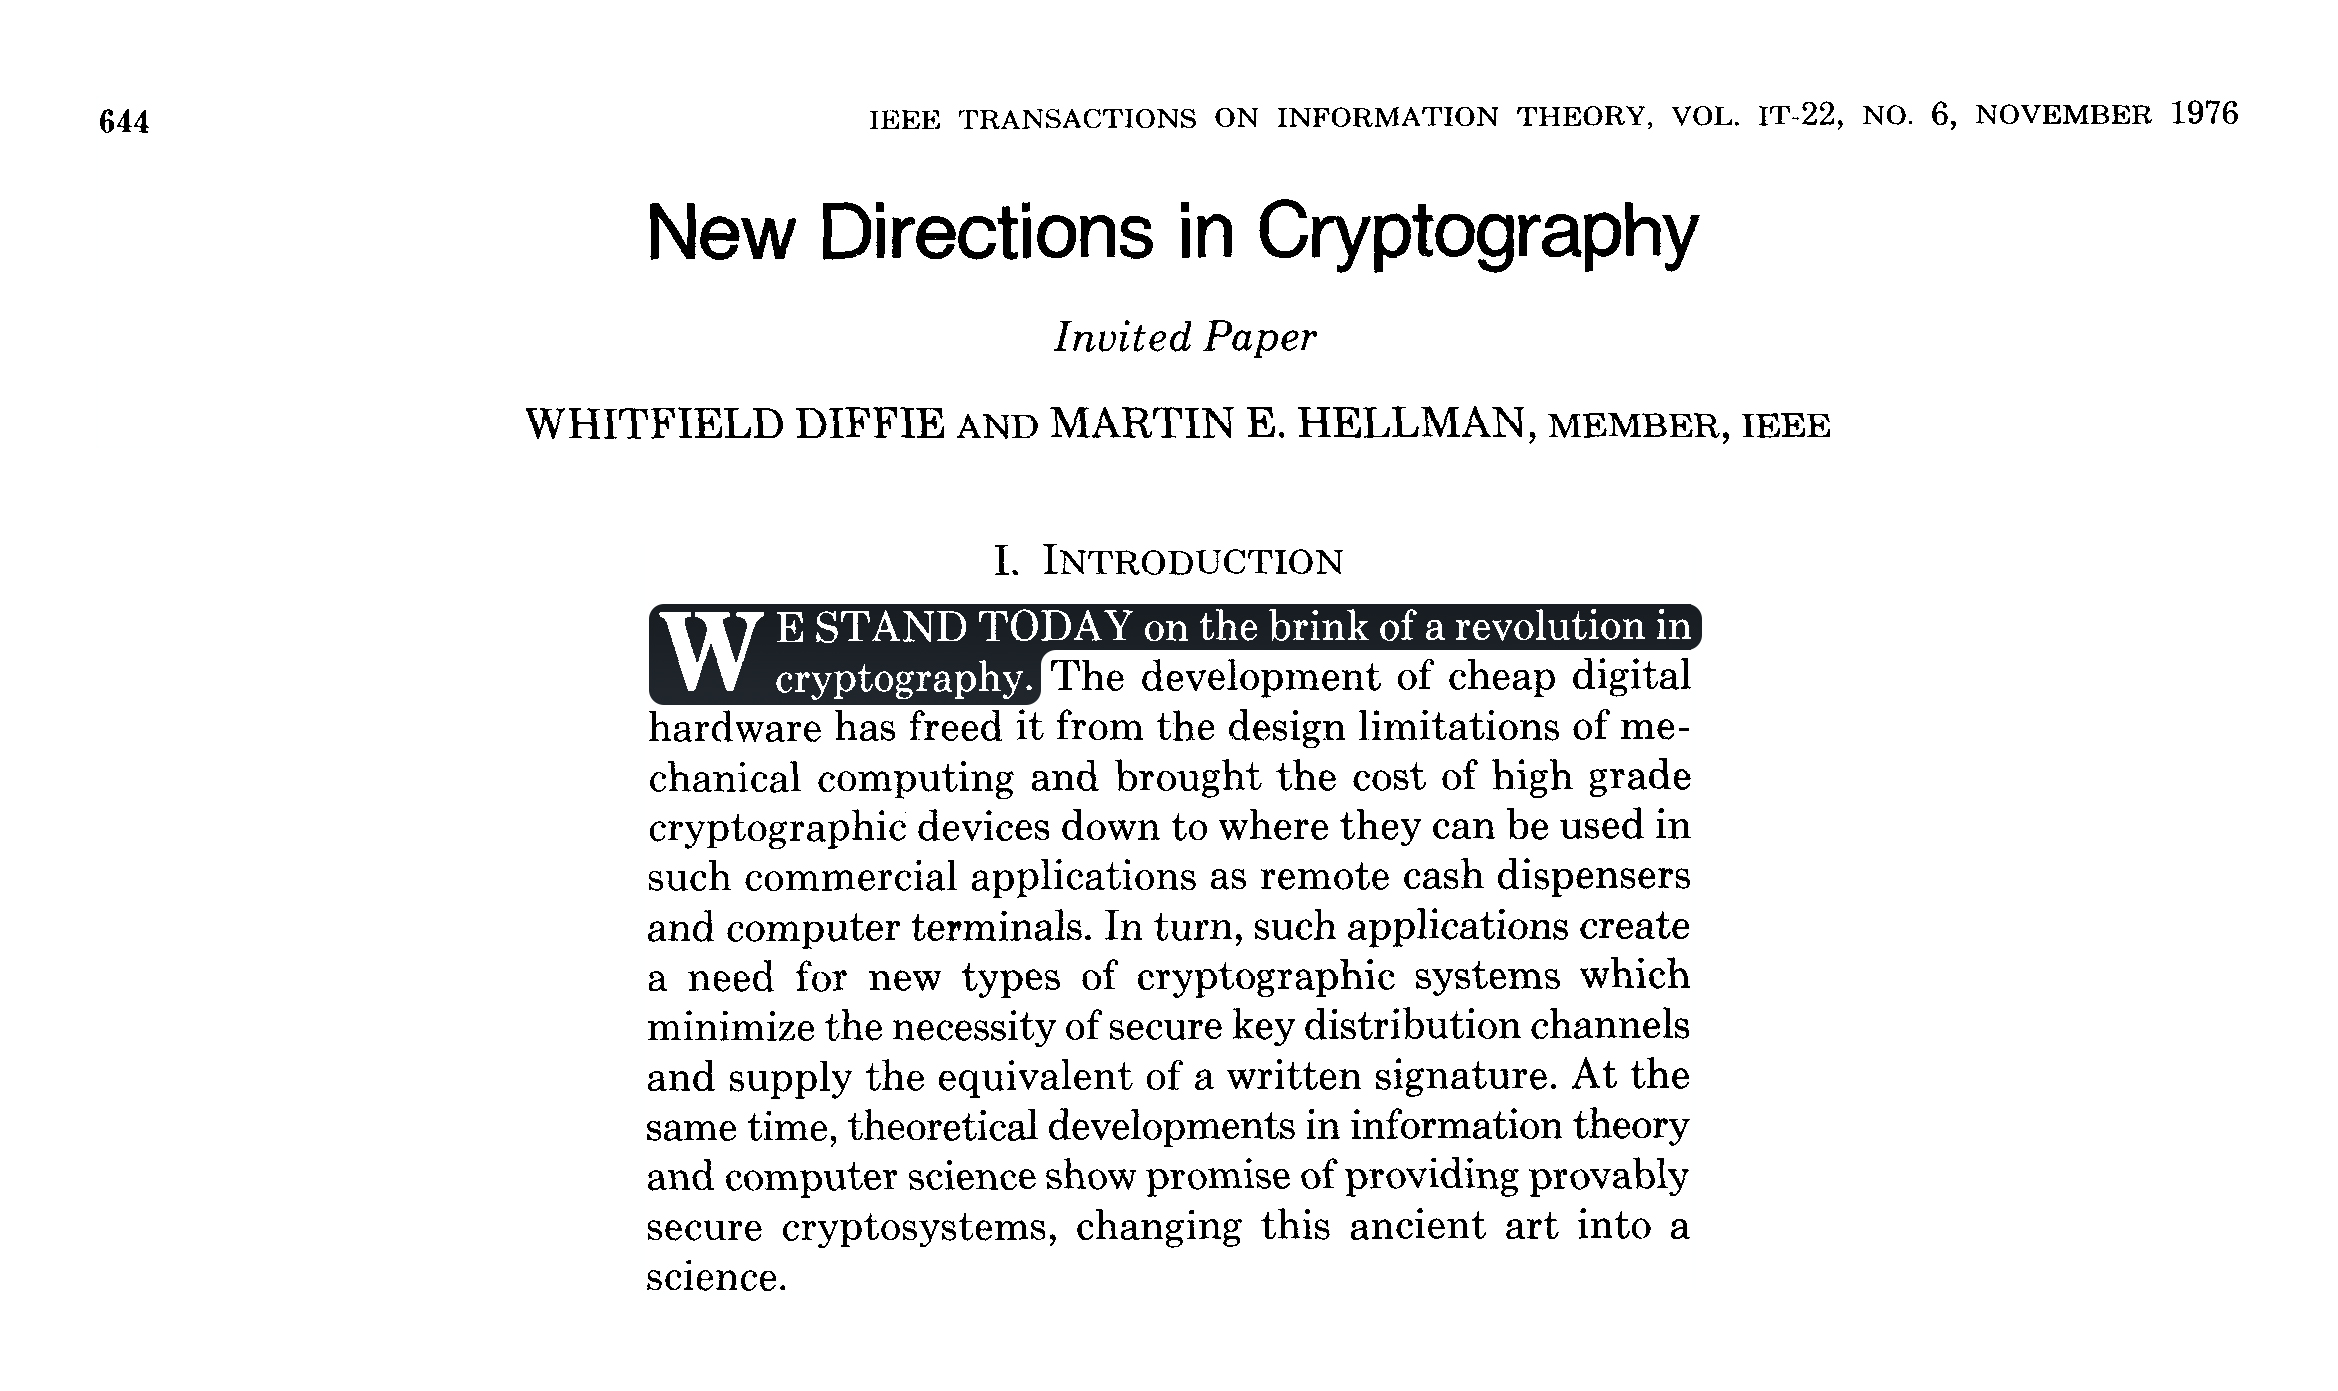 644
IEEE TRANSACTIONS ON INFORMATION THEORY, VOL. IT-22, NO. 6, NOVEMBER 1976
New Directions in Cryptography
Invited Paper
WHITFIELD DIFFIE AND MARTIN E. HELLMAN, MEMBER, IEEE
I. INTRODUCTION
WE STAND TODAY on the brink of a revolution in
cryptography. The development of cheap digital
hardware has freed it from the design limitations of me-
chanical computing and brought the cost of high grade
cryptographic devices down to where they can be used in
such commercial applications as remote cash dispensers
and computer terminals. In turn, such applications create
a need for new types of cryptographic systems which
minimize the necessity of secure key distribution channels
and supply the equivalent of a written signature. At the
same time, theoretical developments in information theory
and computer science show promise of providing provably
secure cryptosystems, changing this ancient art into a
science.